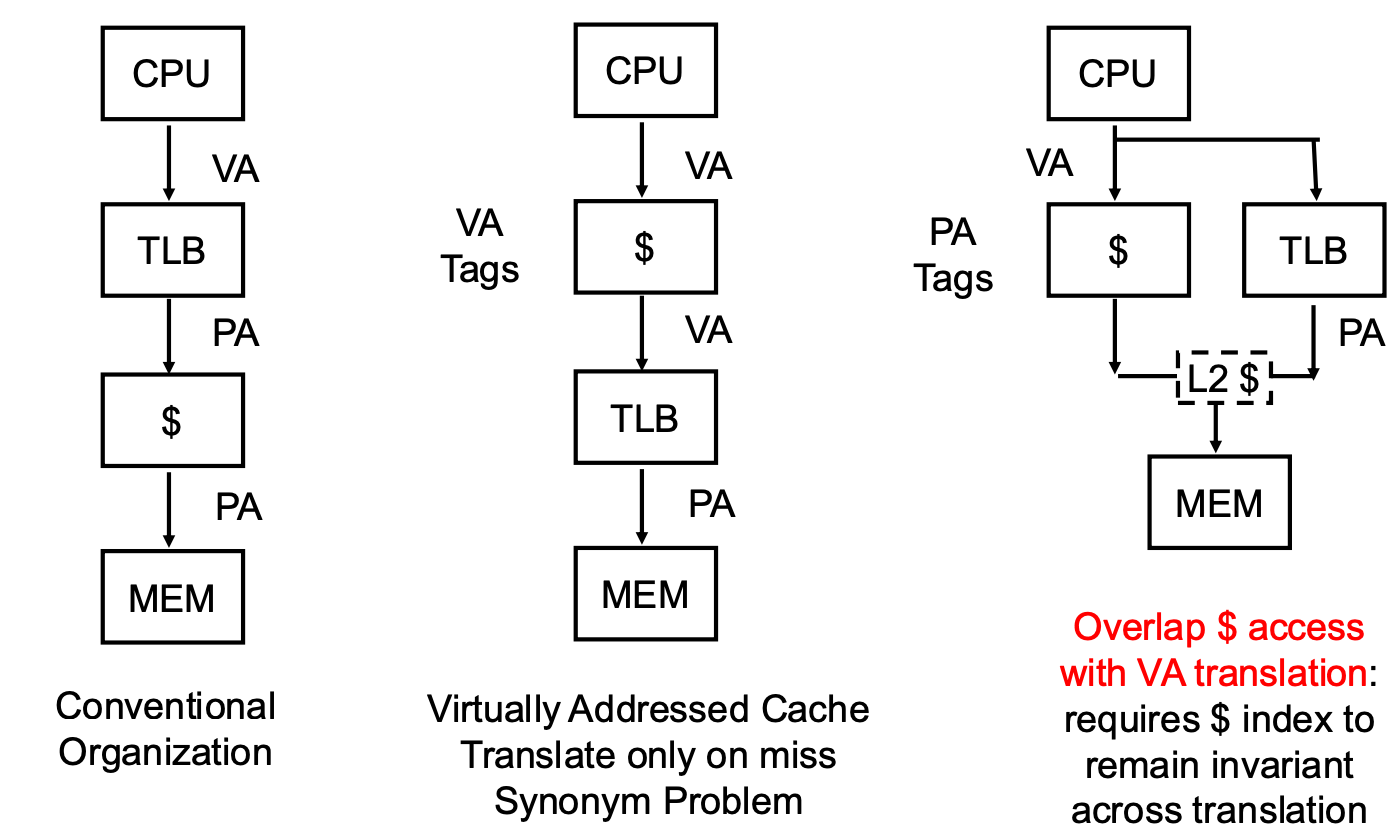 CPU
VA
TLB
PA
$
PA
MEM
Conventional
Organization
CPU
VA
VA
Tags
$
VA
TLB
PA
MEM
Virtually Addressed Cache
Translate only on miss
Synonym Problem
CPU
VA
PA
Tags
$
TLB
PA
L2 $
MEM
Overlap $ access
with VA translation:
requires $ index to
remain invariant
across translation